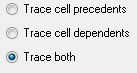 Trace cell precedents
Trace cell dependents
Trace both